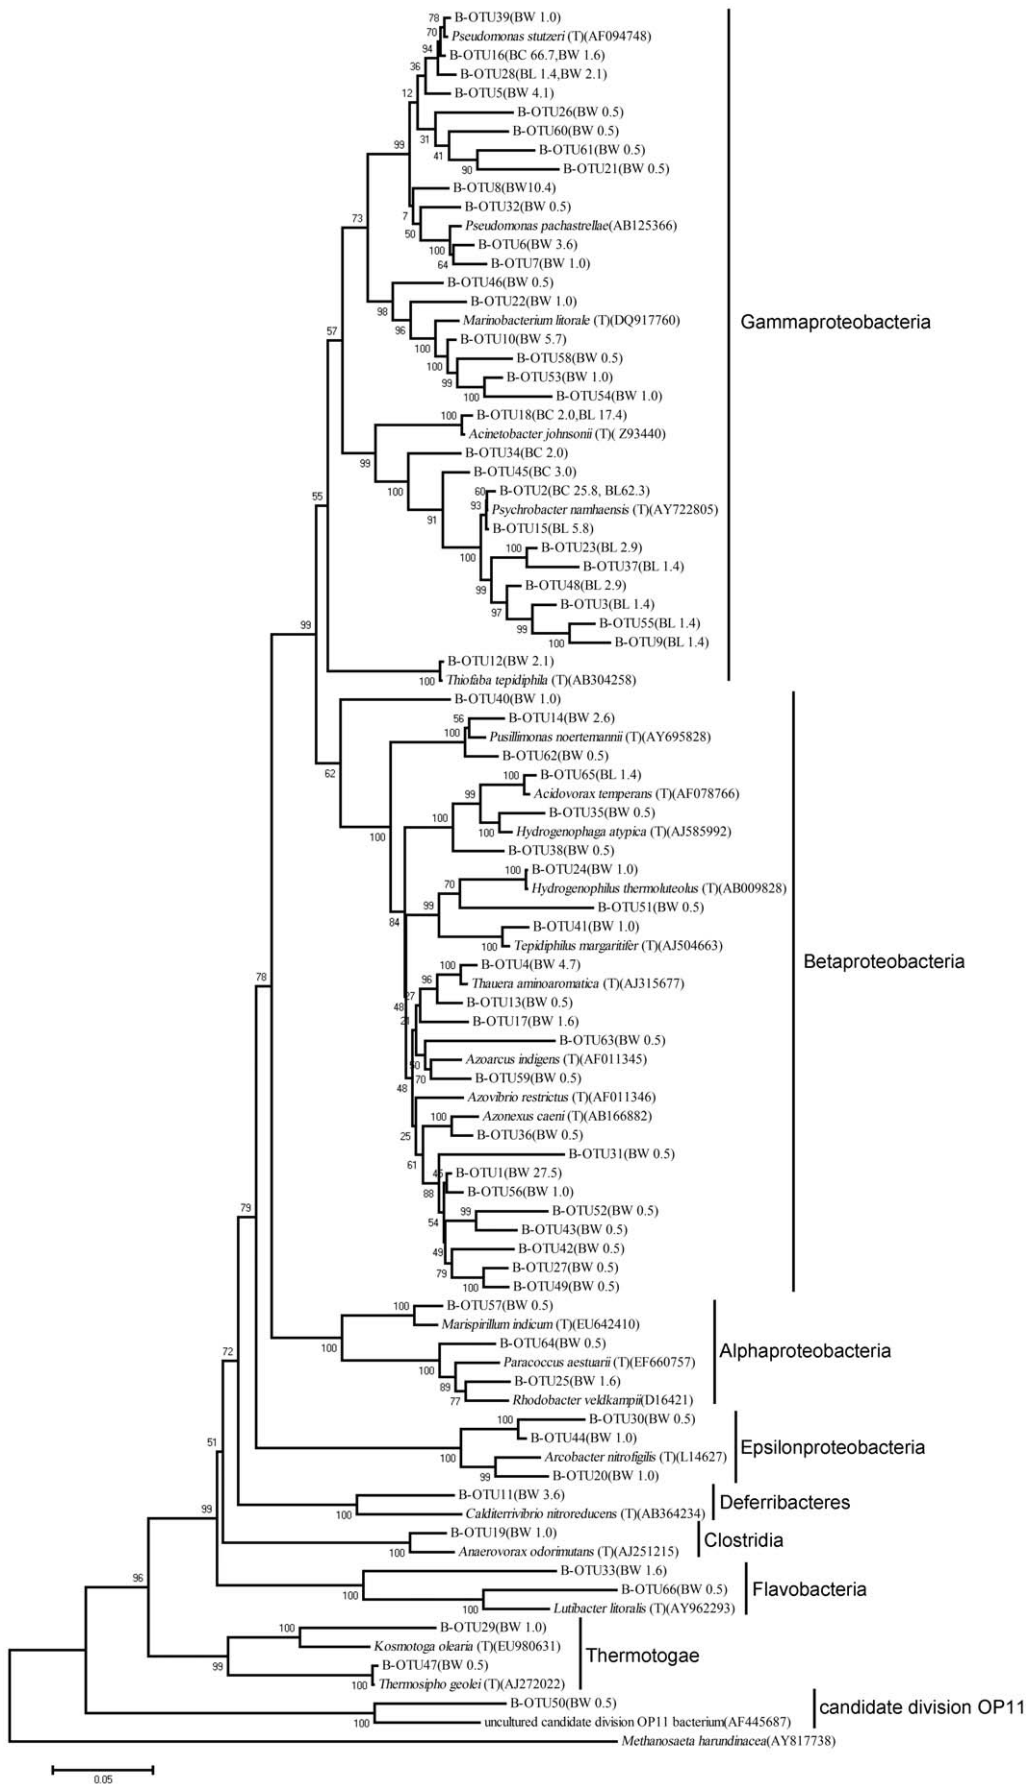 B-OTU39(BW 1.0)
Pseudomonas stutzeri (T)(AF094748)
B-OTU16(BC 66.7,BW 1.6)
B-OTU28(BL 1.4,BW 2.1)
B-OTU5(BW 4.1)
B-OTU26(BW 0.5)
B-OTU60(BW 0.5)
B-OTU61(BW 0.5)
B-OTU21(BW 0.5)
B-OTU8(BW10.4)
B-OTU32(BW 0.5)
Pseudomonas pachastrellae(AB125366)
B-OTU6(BW 3.6)
B-OTU7(BW 1.0)
B-OTU46(BW 0.5)
B-OTU22(BW 1.0)
Marinobacterium litorale (T)(DQ917760)
B-OTU10(BW 5.7)
B-OTU58(BW 0.5)
B-OTU53(BW 1.0)
B-OTU54(BW 1.0)
B-OTU18(BC 2.0,BL 17.4)
Acinetobacter johnsonii (T)( Z93440)
B-OTU34(BC 2.0)
B-OTU45(BC 3.0)
B-OTU2(BC 25.8, BL62.3)
Psychrobacter namhaensis (T)(AY722805)
B-OTU15(BL 5.8)
B-OTU23(BL 2.9)
B-OTU37(BL 1.4)
B-OTU48(BL 2.9)
B-OTU3(BL 1.4)
B-OTU55(BL 1.4)
B-OTU9(BL 1.4)
B-OTU12(BW 2.1)
Thiofaba tepidiphila (T)(AB304258)
Gammaproteobacteria
B-OTU40(BW 1.0)
B-OTU14(BW 2.6)
Pusillimonas noertemannii (T)(AY695828)
B-OTU62(BW 0.5)
B-OTU65(BL 1.4)
Acidovorax temperans (T)(AF078766)
B-OTU35(BW 0.5)
Hydrogenophaga atypica (T)(AJ585992)
B-OTU38(BW 0.5)
B-OTU24(BW 1.0)
Hydrogenophilus thermoluteolus (T)(AB009828)
B-OTU51(BW 0.5)
B-OTU41(BW 1.0)
Tepidiphilus margaritifer (T)(AJ504663)
B-OTU4(BW 4.7)
Thauera aminoaromatica (T)(AJ315677)
B-OTU13(BW 0.5)
B-OTU17(BW 1.6)
B-OTU63(BW 0.5)
Azoarcus indigens (T)(AF011345)
B-OTU59(BW 0.5)
Azovibrio restrictus (T)(AF011346)
Azonexus caeni (T)(AB166882)
B-OTU36(BW 0.5)
B-OTU31(BW 0.5)
B-OTU1(BW 27.5)
B-OTU56(BW 1.0)
B-OTU52(BW 0.5)
B-OTU43(BW 0.5)
B-OTU42(BW 0.5)
B-OTU27(BW 0.5)
B-OTU49(BW 0.5)
Betaproteobacteria
B-OTU57(BW 0.5)
Marispirillum indicum (T)(EU642410)
B-OTU64(BW 0.5)
Paracoccus aestuarii (T)(EF660757)
B-OTU25(BW 1.6)
Rhodobacter veldkampii(D16421)
Alphaproteobacteria
B-OTU30(BW 0.5)
B-OTU44(BW 1.0)
Arcobacter nitrofigilis (T)(L14627)
B-OTU20(BW 1.0)
Epsilonproteobacteria
B-OTU11(BW 3.6)
Calditerrivibrio nitroreducens (T)(AB364234)
Deferribacteres
B-OTU19(BW 1.0)
Anaerovorax odorimutans (T)(AJ251215)
Clostridia
B-OTU33(BW 1.6)
B-OTU66(BW 0.5)
Lutibacter litoralis (T)(AY962293)
Flavobacteria
B-OTU29(BW 1.0)
Kosmotoga olearia (T)(EU980631)
B-OTU47(BW 0.5)
Thermosipho geolei (T)(AJ272022)
Thermotogae
B-OTU50(BW 0.5)
uncultured candidate division OP11 bacterium(AF445687)
candidate division OP11
Methanosaeta harundinacea(AY817738)
0.05
78
70
94
36
12
31
41
90
99
7
50
100
64
73
98
96
100
100
99
100
57
100
99
100
91
60
93
100
100
99
97
99
100
55
100
99
62
56
100
100
100
99
100
100
100
70
99
100
84
100
96
27
48
50
70
48
100
25
61
88
99
54
49
79
100
78
100
100
100
89
77
79
100
100
99
72
100
51
100
99
100
100
96
100
99
100
100